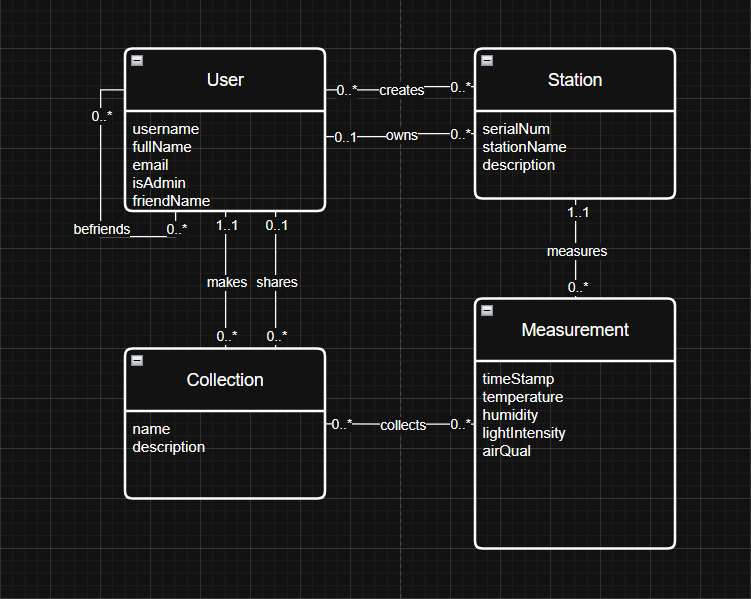 User
username
fullName
email
isAdmin
friendName
0..*
creates
0..*
0..1
owns
0..*
Station
serialNum
stationName
description
0..*
befriends
0..*
1..1
makes
0..*
0..1
shares
0..*
1..1
measures
0..*
Collection
name
description
0..*
collects
0..*
Measurement
timeStamp
temperature
humidity
lightIntensity
airQual